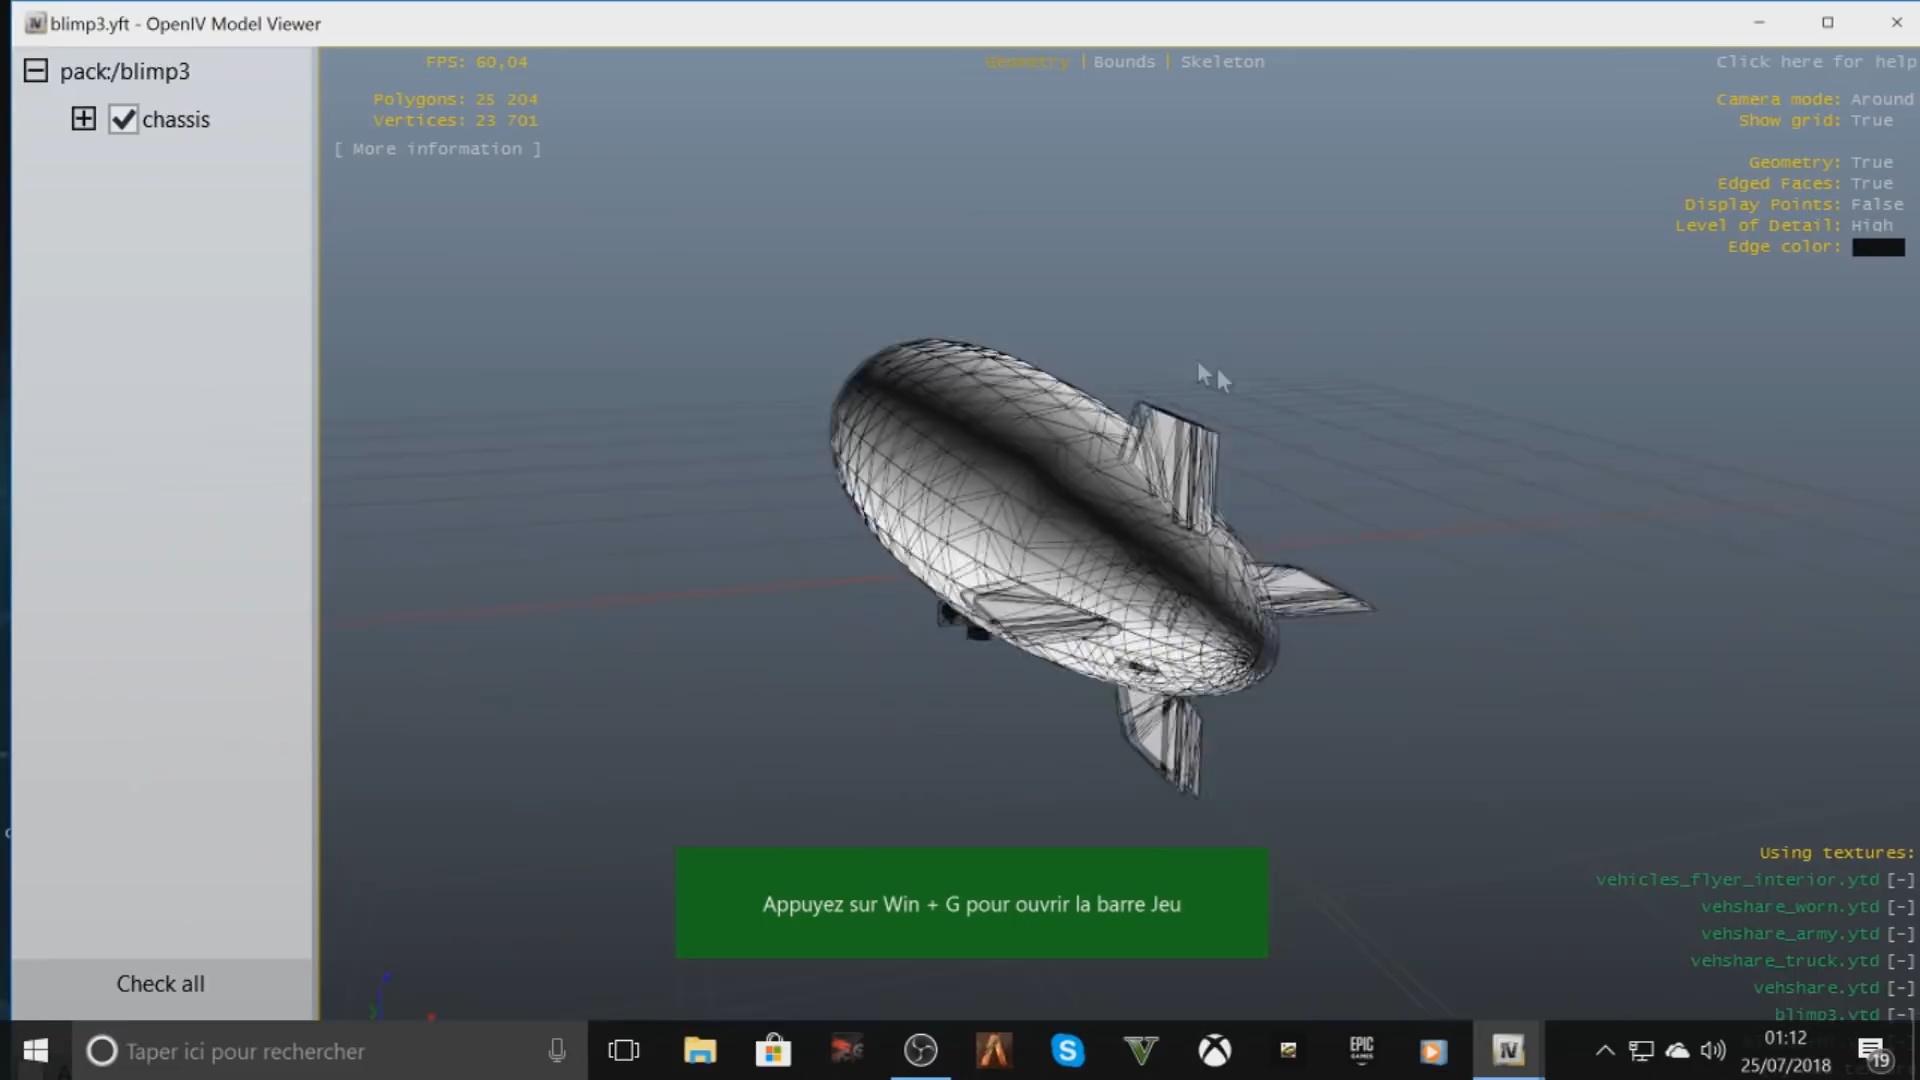 blimp3.yft - OpenIV Model Viewer
pack:/blimp3
chassis
Check all
FPS: 60,04
Polygons: 25 204
Vertices: 23 701
[ More information ]
Geometry | Bounds | Skeleton
Click here for help
Camera mode: Around
Show grid: True
Geometry: True
Edged Faces: True
Display Points: False
Level of Detail: High
Edge color:
Appuyez sur Win + G pour ouvrir la barre Jeu
Using textures:
vehicles_flyer_interior.ytd [-]
vehshare_worn.ytd [-]
vehshare_army.ytd [-]
vehshare_truck.ytd [-]
vehshare.ytd [-]
blimp3.ytd [-]
Taper ici pour rechercher
EPIC
GAMES
IV
01:12
25/07/2018
19